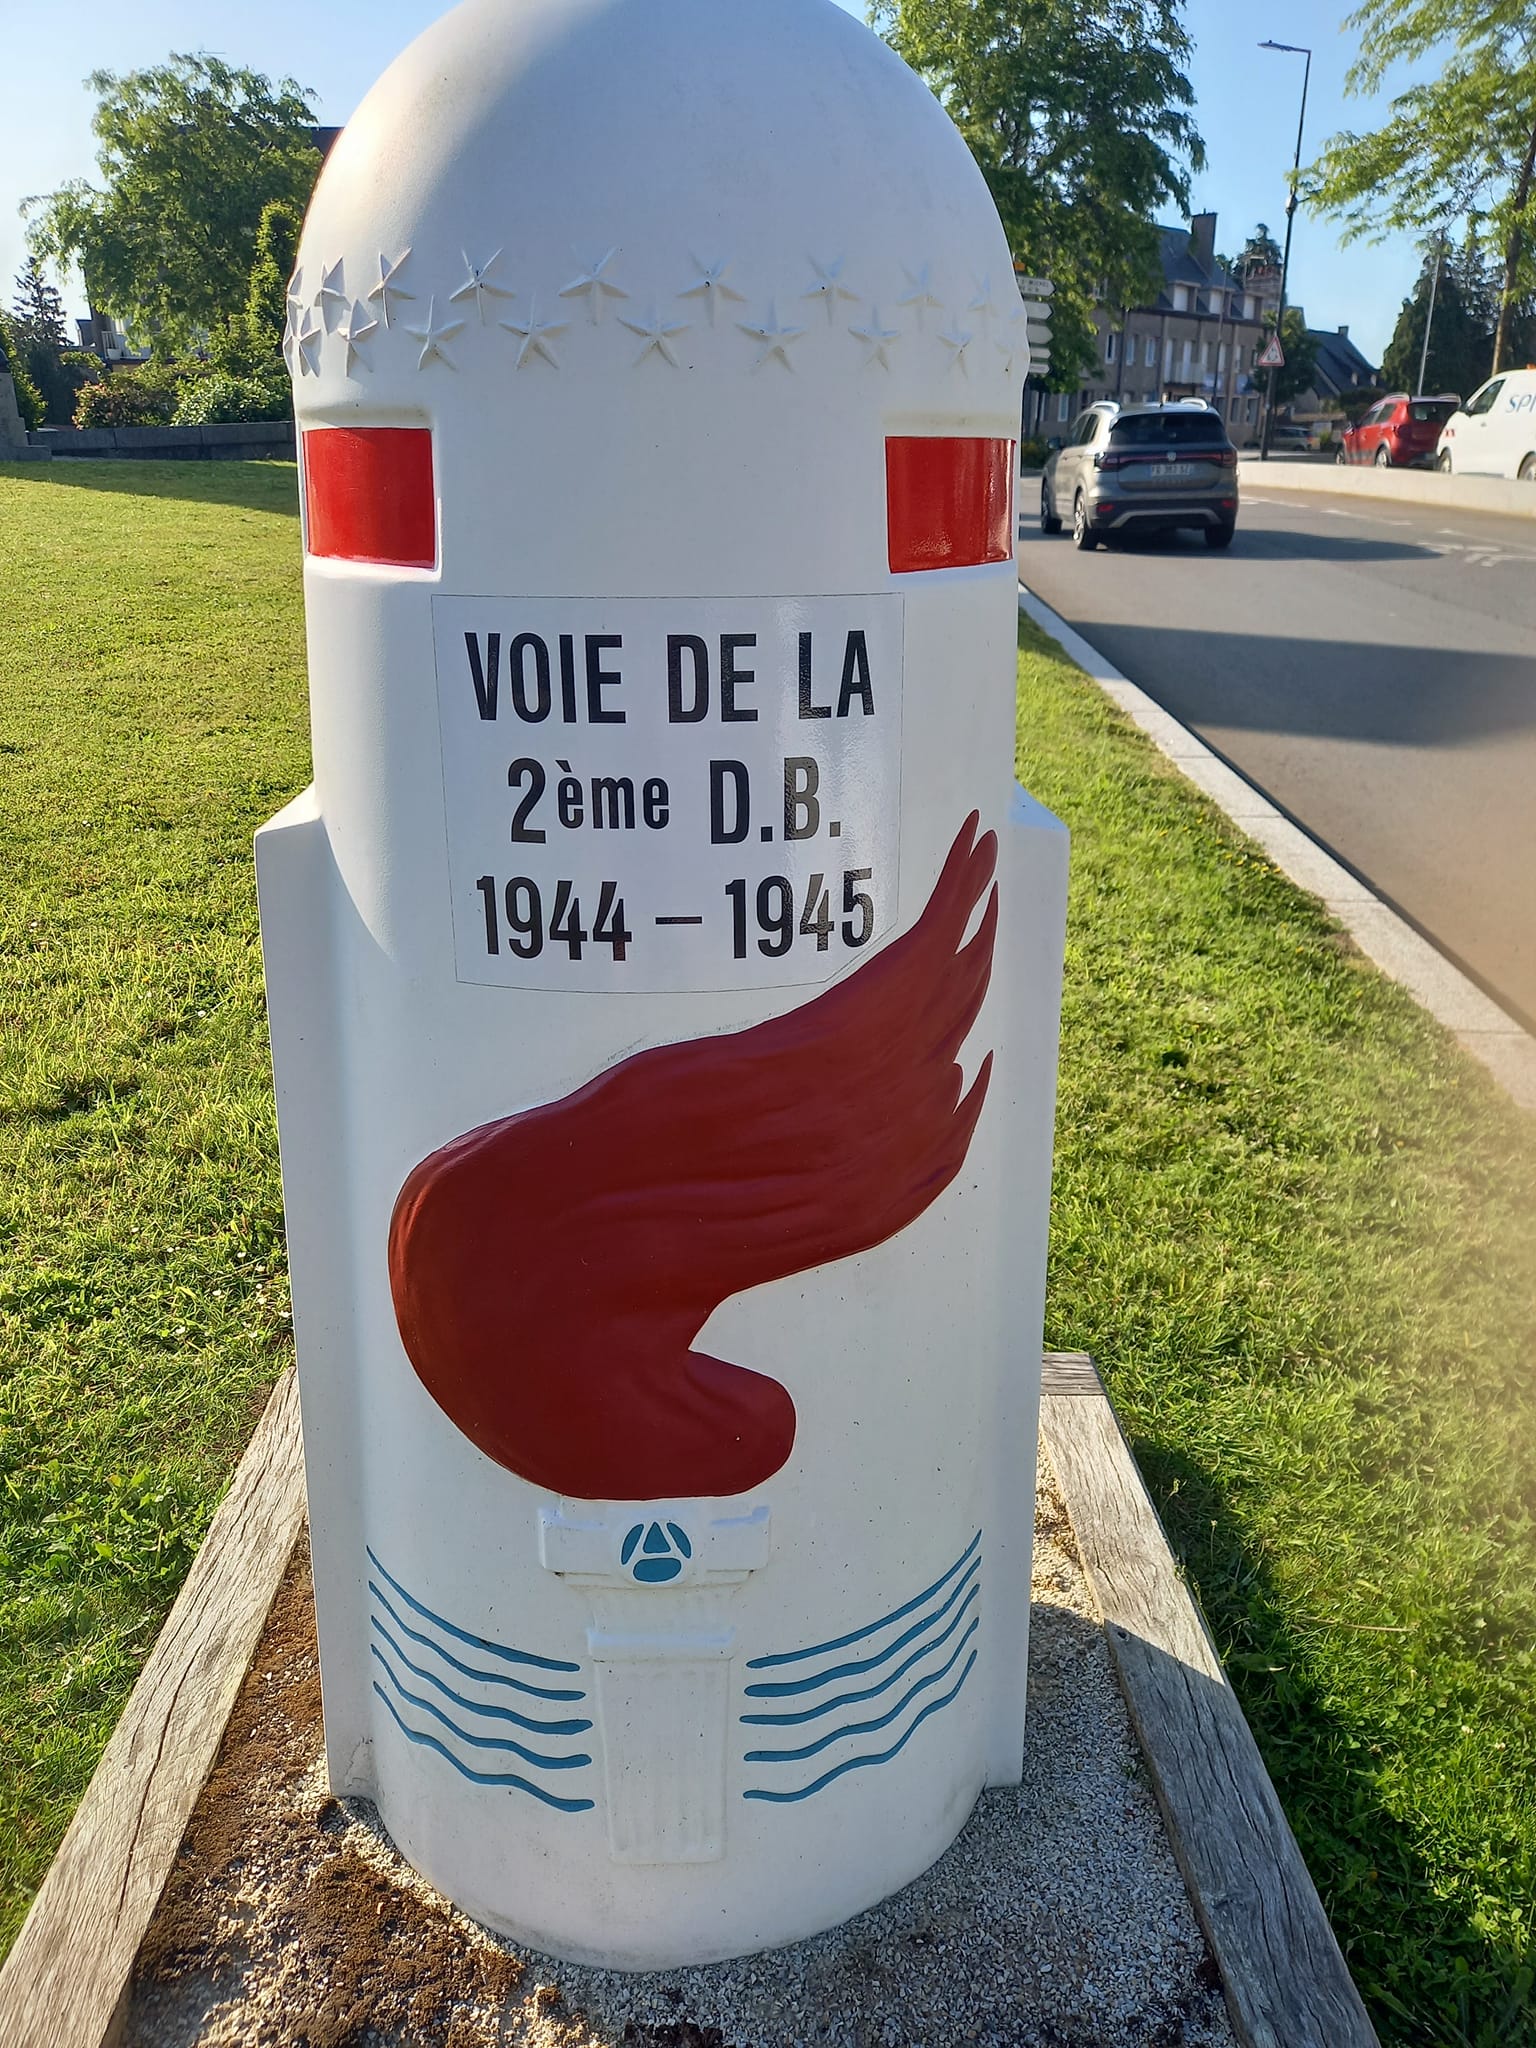 VOIE DE LA
2ème D.B.
1944 – 1945